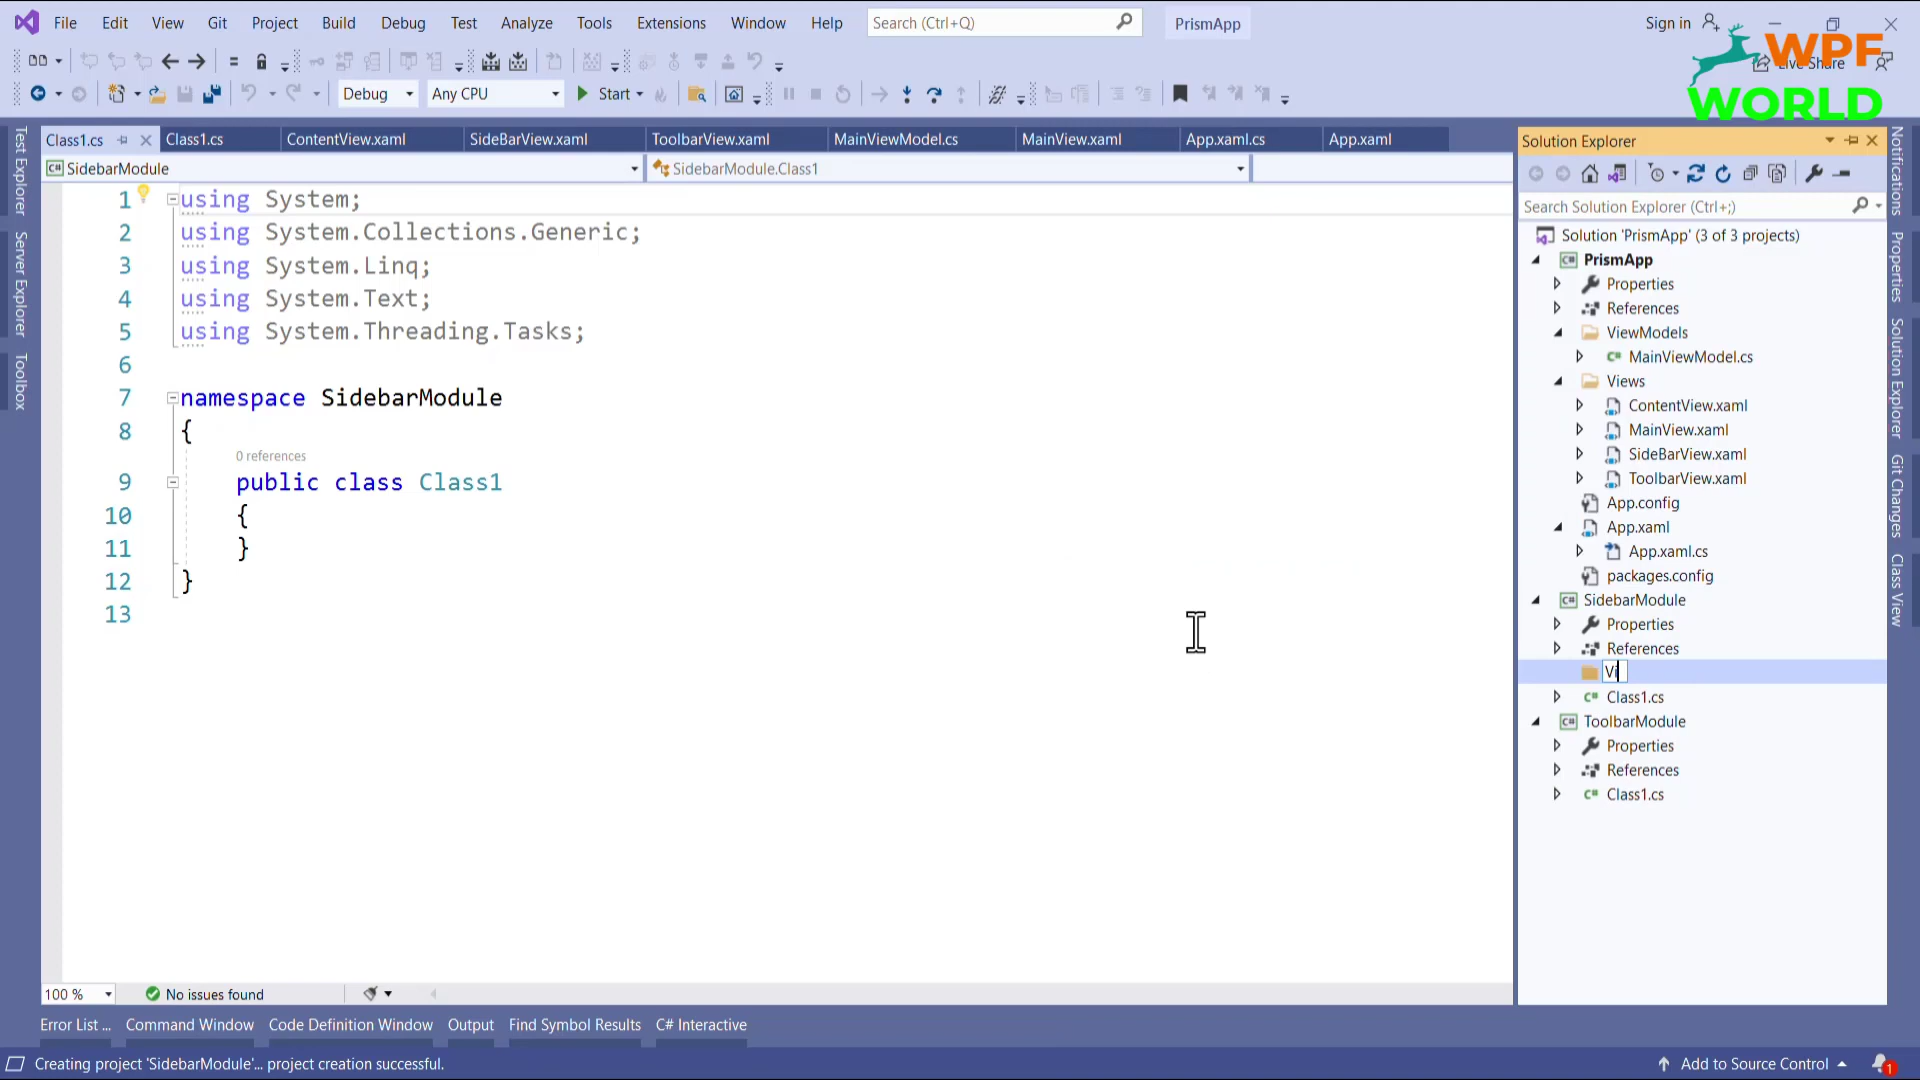 File Edit View Git Project Build Debug Test Analyze Tools Extensions Window Help Search (Ctrl+Q) PrismApp Sign in
WPF
Live Share
WORLD
Debug Any CPU Start
Class1.cs Class1.cs ContentView.xaml SideBarView.xaml ToolbarView.xaml MainViewModel.cs MainView.xaml App.xaml.cs App.xaml
SidebarModule SidebarModule.Class1
1 using System;
2 using System.Collections.Generic;
3 using System.Linq;
4 using System.Text;
5 using System.Threading.Tasks;
6
7 namespace SidebarModule
8 {
0 references
9 public class Class1
10 {
11 }
12 }
13
100 % No issues found
Solution Explorer
Search Solution Explorer (Ctrl+;)
Solution 'PrismApp' (3 of 3 projects)
PrismApp
Properties
References
ViewModels
MainViewModel.cs
Views
ContentView.xaml
MainView.xaml
SideBarView.xaml
ToolbarView.xaml
App.config
App.xaml
App.xaml.cs
packages.config
SidebarModule
Properties
References
Vi
Class1.cs
ToolbarModule
Properties
References
Class1.cs
Test Explorer
Server Explorer
Toolbox
Notifications
Properties
Solution Explorer
Git Changes
Class View
Error List ... Command Window Code Definition Window Output Find Symbol Results C# Interactive
Creating project 'SidebarModule'... project creation successful. Add to Source Control 1